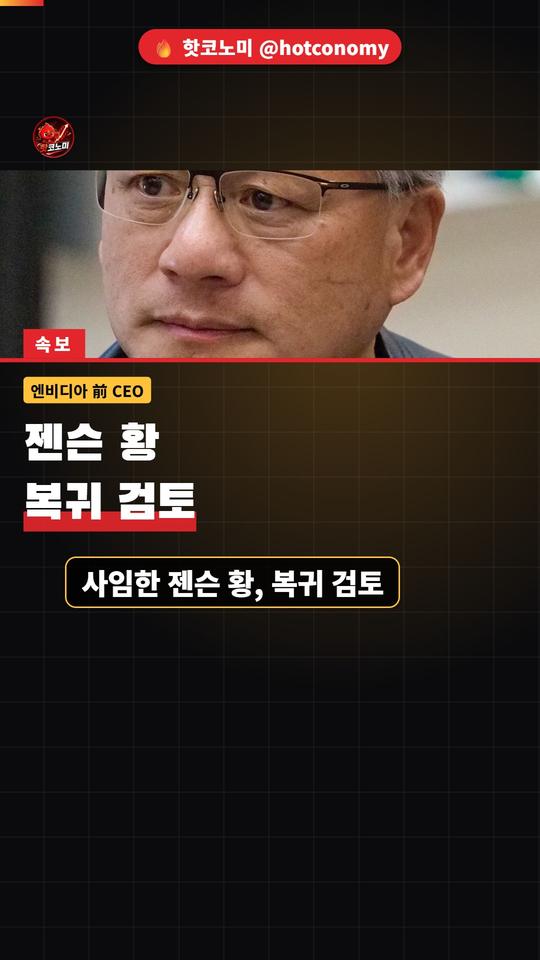 핫코노미 @hotconomy
핫코노미
속보
엔비디아 前 CEO
젠슨 황
복귀 검토
사임한 젠슨 황, 복귀 검토